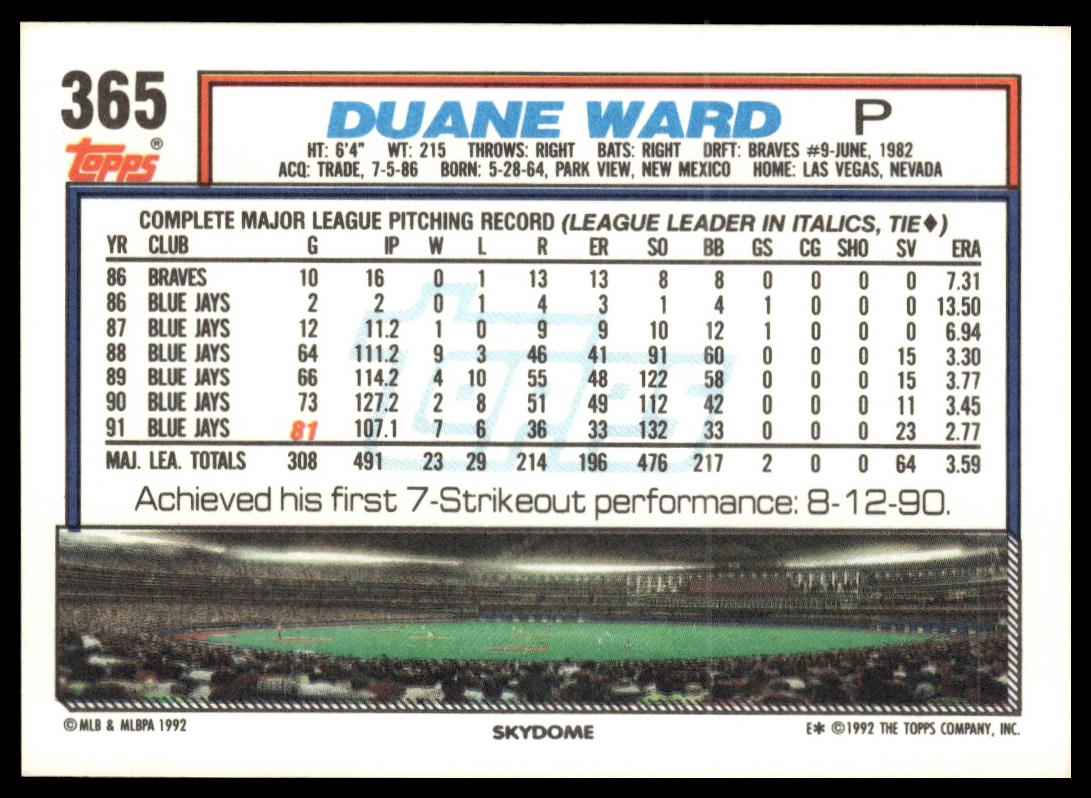 365
TOPPS®
DUANE WARD P
HT: 6'4" WT: 215 THROWS: RIGHT BATS: RIGHT DRFT: BRAVES #9-JUNE, 1982
ACQ: TRADE, 7-5-86 BORN: 5-28-64, PARK VIEW, NEW MEXICO HOME: LAS VEGAS, NEVADA
COMPLETE MAJOR LEAGUE PITCHING RECORD (LEAGUE LEADER IN ITALICS, TIE♦)
YR CLUB G IP W L R ER SO BB GS CG SHO SV ERA
86 BRAVES 10 16 0 1 13 13 8 8 0 0 0 0 7.31
86 BLUE JAYS 2 2 0 1 4 3 1 4 1 0 0 0 13.50
87 BLUE JAYS 12 11.2 1 0 9 9 10 12 1 0 0 0 6.94
88 BLUE JAYS 64 111.2 9 3 46 41 91 60 0 0 0 15 3.30
89 BLUE JAYS 66 114.2 4 10 55 48 122 58 0 0 0 15 3.77
90 BLUE JAYS 73 127.2 2 8 51 49 112 42 0 0 0 11 3.45
91 BLUE JAYS 81 107.1 7 6 36 33 132 33 0 0 0 23 2.77
MAJ. LEA. TOTALS 308 491 23 29 214 196 476 217 2 0 0 64 3.59
TOPPS
Achieved his first 7-Strikeout performance: 8-12-90.
©MLB & MLBPA 1992
SKYDOME
E* ©1992 THE TOPPS COMPANY, INC.